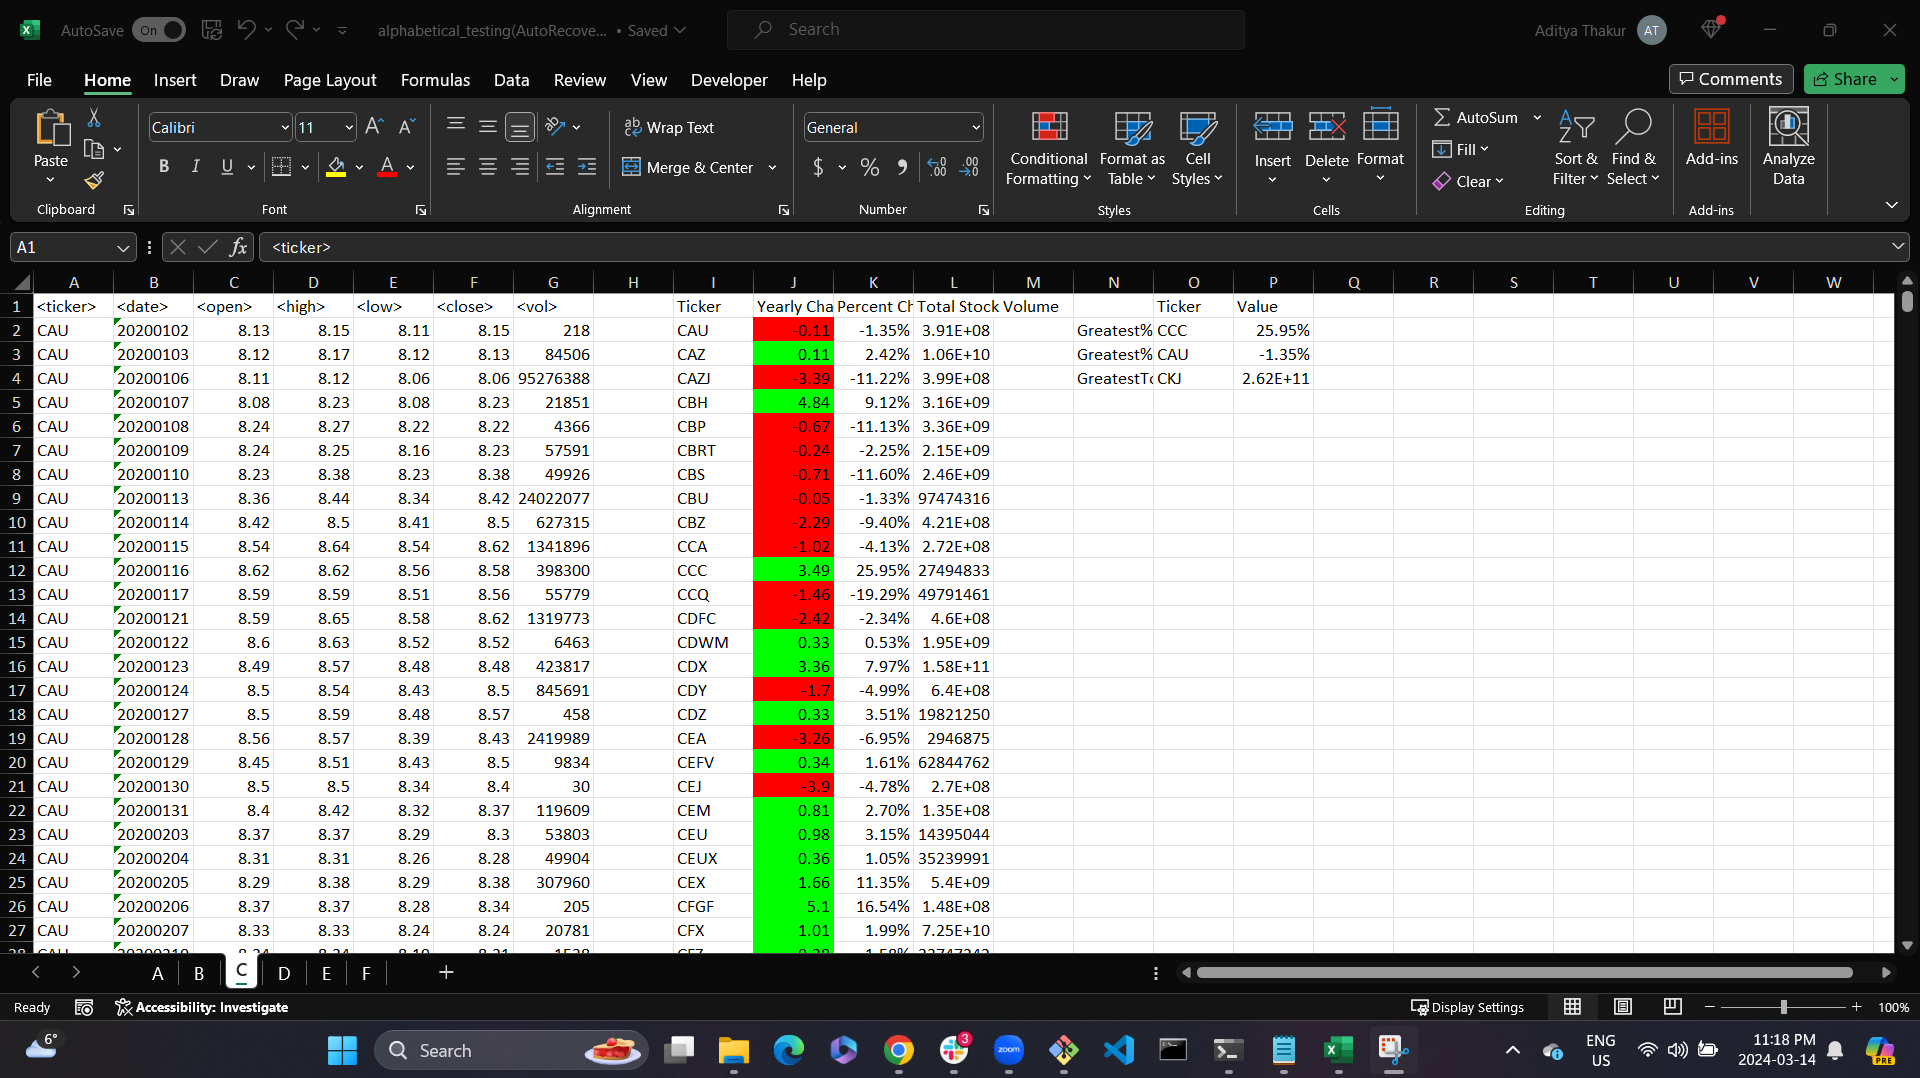 AutoSave On alphabetical_testing(AutoRecove... • Saved Search Aditya Thakur AT
File Home Insert Draw Page Layout Formulas Data Review View Developer Help Comments Share
Paste Calibri 11 Wrap Text General Conditional Formatting Format as Table Cell Styles Insert Delete Format AutoSum Fill Clear Sort & Filter Find & Select Add-ins Analyze Data
B I U A Merge & Center $ %
Clipboard Font Alignment Number Styles Cells Editing Add-ins
A1 fx <ticker>
A B C D E F G H I J K L M N O P Q R S T U V W
1 <ticker> <date> <open> <high> <low> <close> <vol> Ticker Yearly Cha Percent Ch Total Stock Volume Ticker Value
2 CAU 20200102 8.13 8.15 8.11 8.15 218 CAU -0.11 -1.35% 3.91E+08 Greatest% CCC 25.95%
3 CAU 20200103 8.12 8.17 8.12 8.13 84506 CAZ 0.11 2.42% 1.06E+10 Greatest% CAU -1.35%
4 CAU 20200106 8.11 8.12 8.06 8.06 95276388 CAZJ -3.39 -11.22% 3.99E+08 GreatestTo CKJ 2.62E+11
5 CAU 20200107 8.08 8.23 8.08 8.23 21851 CBH 4.84 9.12% 3.16E+09
6 CAU 20200108 8.24 8.27 8.22 8.22 4366 CBP -0.67 -11.13% 3.36E+09
7 CAU 20200109 8.24 8.25 8.16 8.23 57591 CBRT -0.24 -2.25% 2.15E+09
8 CAU 20200110 8.23 8.38 8.23 8.38 49926 CBS -0.71 -11.60% 2.46E+09
9 CAU 20200113 8.36 8.44 8.34 8.42 24022077 CBU -0.05 -1.33% 97474316
10 CAU 20200114 8.42 8.5 8.41 8.5 627315 CBZ -2.29 -9.40% 4.21E+08
11 CAU 20200115 8.54 8.64 8.54 8.62 1341896 CCA -1.02 -4.13% 2.72E+08
12 CAU 20200116 8.62 8.62 8.56 8.58 398300 CCC 3.49 25.95% 27494833
13 CAU 20200117 8.59 8.59 8.51 8.56 55779 CCQ -1.46 -19.29% 49791461
14 CAU 20200121 8.59 8.65 8.58 8.62 1319773 CDFC -2.42 -2.34% 4.6E+08
15 CAU 20200122 8.6 8.63 8.52 8.52 6463 CDWM 0.33 0.53% 1.95E+09
16 CAU 20200123 8.49 8.57 8.48 8.48 423817 CDX 3.36 7.97% 1.58E+11
17 CAU 20200124 8.5 8.54 8.43 8.5 845691 CDY -1.7 -4.99% 6.4E+08
18 CAU 20200127 8.5 8.59 8.48 8.57 458 CDZ 0.33 3.51% 19821250
19 CAU 20200128 8.56 8.57 8.39 8.43 2419989 CEA -3.26 -6.95% 2946875
20 CAU 20200129 8.45 8.51 8.43 8.5 9834 CEFV 0.34 1.61% 62844762
21 CAU 20200130 8.5 8.5 8.34 8.4 30 CEJ -3.9 -4.78% 2.7E+08
22 CAU 20200131 8.4 8.42 8.32 8.37 119609 CEM 0.81 2.70% 1.35E+08
23 CAU 20200203 8.37 8.37 8.29 8.3 53803 CEU 0.98 3.15% 14395044
24 CAU 20200204 8.31 8.31 8.26 8.28 49904 CEUX 0.36 1.05% 35239991
25 CAU 20200205 8.29 8.38 8.29 8.38 307960 CEX 1.66 11.35% 5.4E+09
26 CAU 20200206 8.37 8.37 8.28 8.34 205 CFGF 5.1 16.54% 1.48E+08
27 CAU 20200207 8.33 8.33 8.24 8.24 20781 CFX 1.01 1.99% 7.25E+10
A B C D E F +
Ready Accessibility: Investigate Display Settings 100%
6° Search 3 zoom ENG US 11:18 PM 2024-03-14 PRE